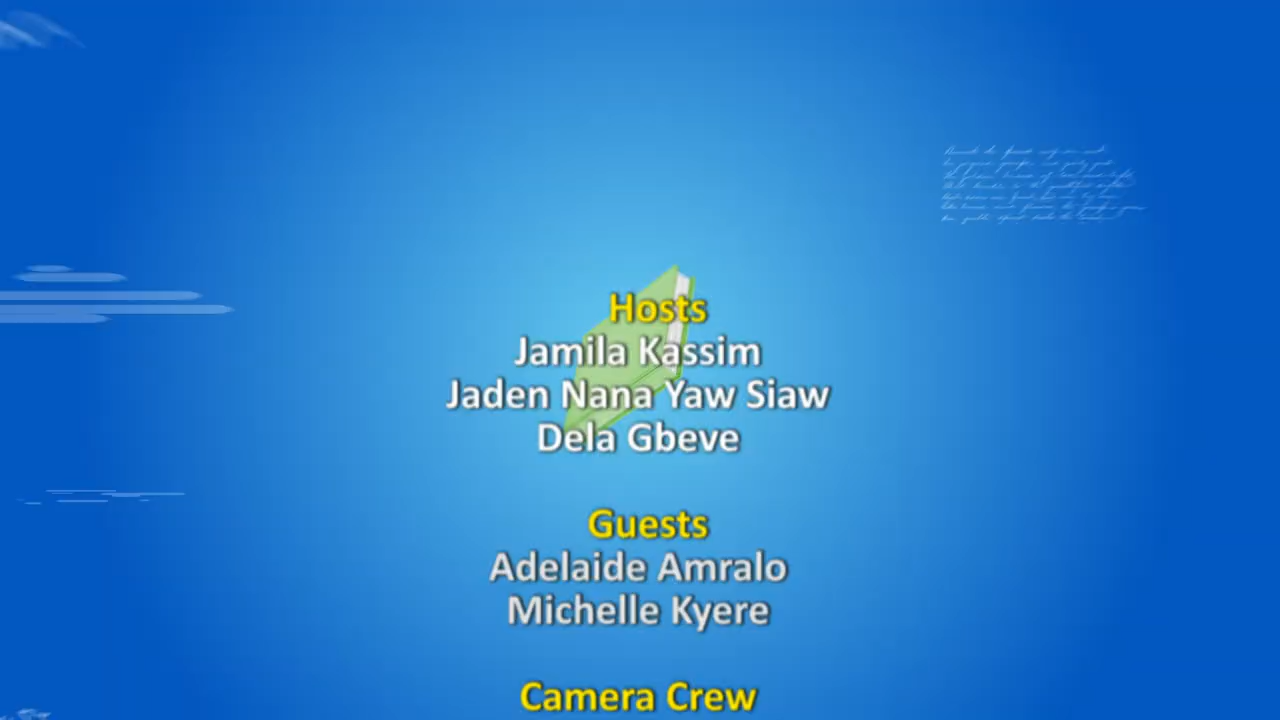 Hosts
Jamila Kassim
Jaden Nana Yaw Siaw
Dela Gbeve
Guests
Adelaide Amralo
Michelle Kyere
Camera Crew